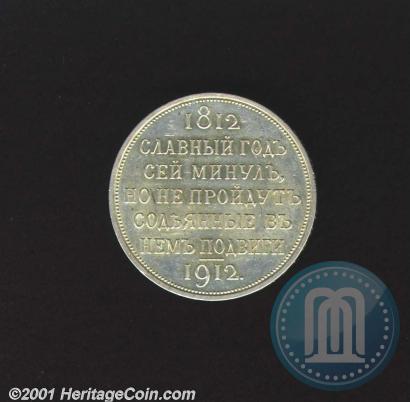 1812
СЛАВНЫЙ ГОДЪ
СЕЙ МИНУЛЪ,
НО НЕ ПРОЙДУТЪ
СОДѢЯННЫЕ ВЪ
НЕМЪ ПОДВИГИ
1912.
©2001 HeritageCoin.com